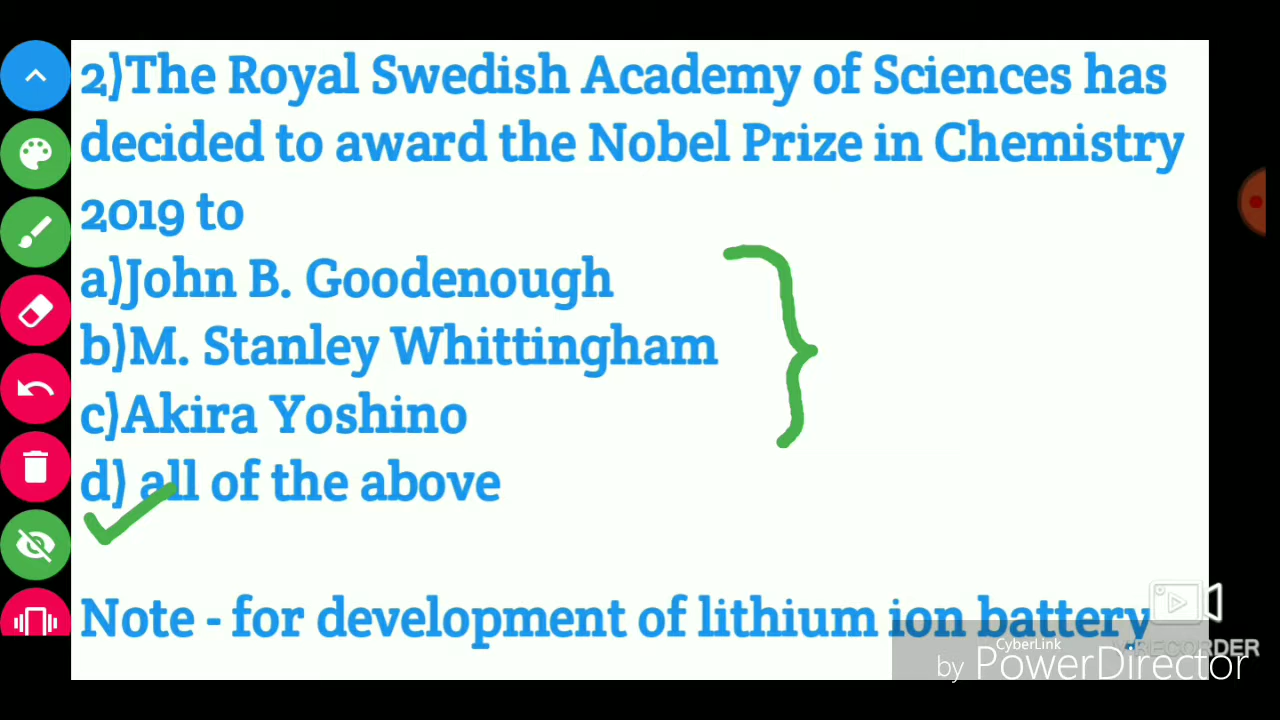 2)The Royal Swedish Academy of Sciences has
decided to award the Nobel Prize in Chemistry
2019 to
a)John B. Goodenough
b)M. Stanley Whittingham
c)Akira Yoshino
d) all of the above
Note - for development of lithium ion battery
CyberLink
by PowerDirector
RECORDER